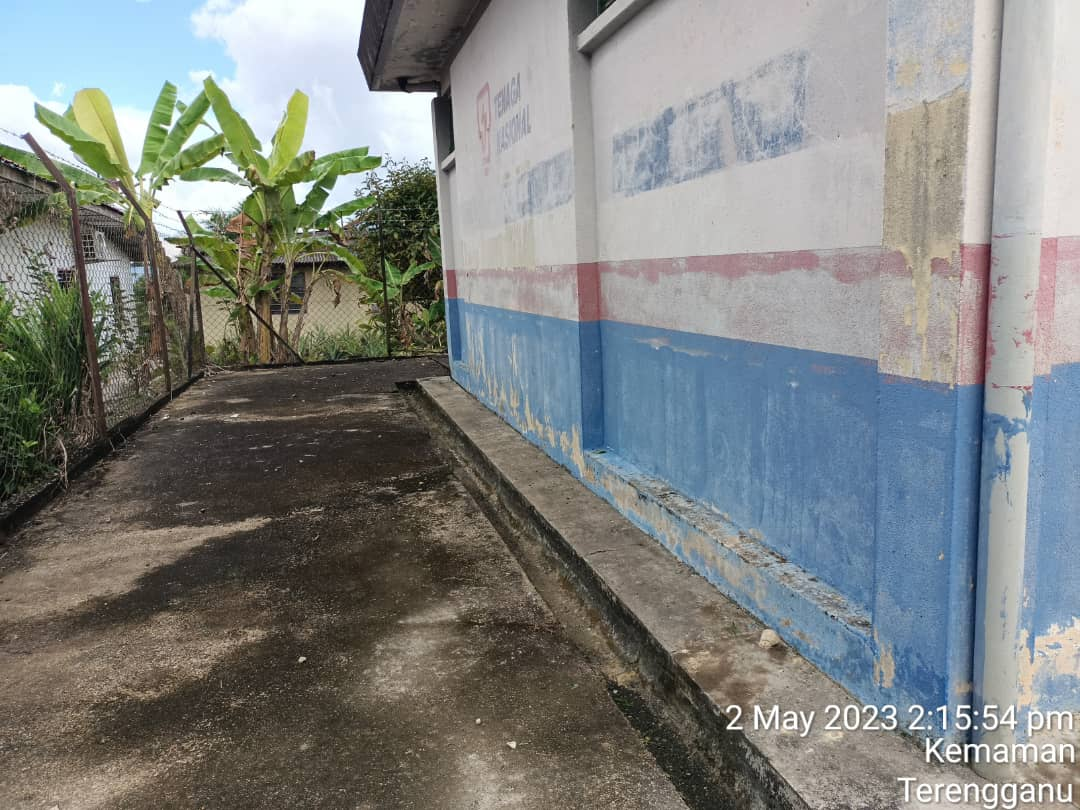 TENAGA
NASIONAL
2 May 2023 2:15:54 pm
Kemaman
Terengganu